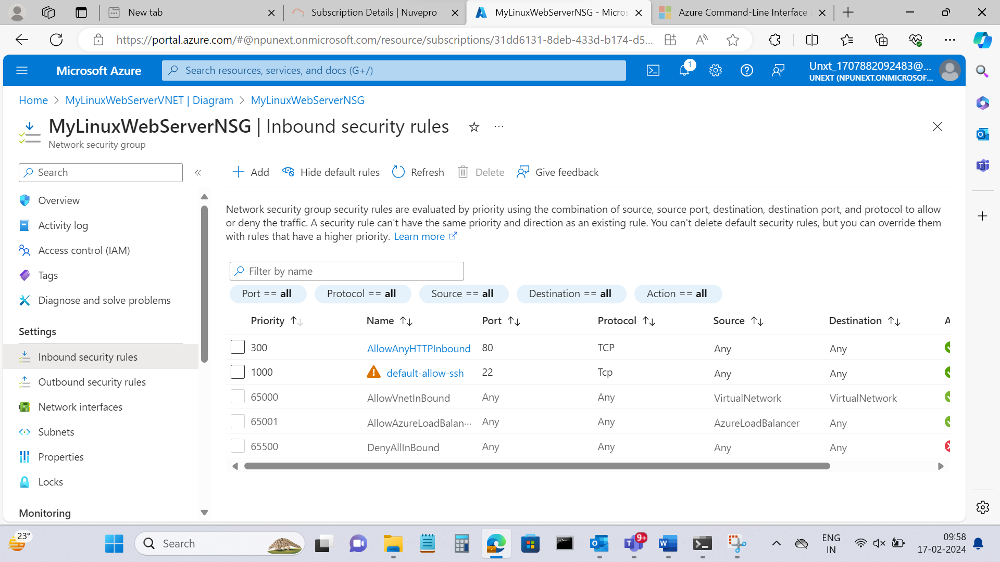 New tab
Subscription Details | Nuvepro
MyLinuxWebServerNSG - Micros
Azure Command-Line Interface
https://portal.azure.com/#@npunext.onmicrosoft.com/resource/subscriptions/31dd6131-8deb-433d-b174-d5...
Microsoft Azure
Search resources, services, and docs (G+/)
1
Unxt_1707882092483@...
UNEXT (NPUNEXT.ONMICROSOF...
Home > MyLinuxWebServerVNET | Diagram > MyLinuxWebServerNSG
MyLinuxWebServerNSG | Inbound security rules
Network security group
Search
Add
Hide default rules
Refresh
Delete
Give feedback
Overview
Activity log
Access control (IAM)
Tags
Diagnose and solve problems
Settings
Inbound security rules
Outbound security rules
Network interfaces
Subnets
Properties
Locks
Monitoring
Network security group security rules are evaluated by priority using the combination of source, source port, destination, destination port, and protocol to allow
or deny the traffic. A security rule can't have the same priority and direction as an existing rule. You can't delete default security rules, but you can override them
with rules that have a higher priority. Learn more
Filter by name
Port == all
Protocol == all
Source == all
Destination == all
Action == all
Priority Name Port Protocol Source Destination A
300 AllowAnyHTTPInbound 80 TCP Any Any
1000 default-allow-ssh 22 Tcp Any Any
65000 AllowVnetInBound Any Any VirtualNetwork VirtualNetwork
65001 AllowAzureLoadBalan... Any Any AzureLoadBalancer Any
65500 DenyAllInBound Any Any Any Any
23°
Search
9+
ENG
IN
09:58
17-02-2024